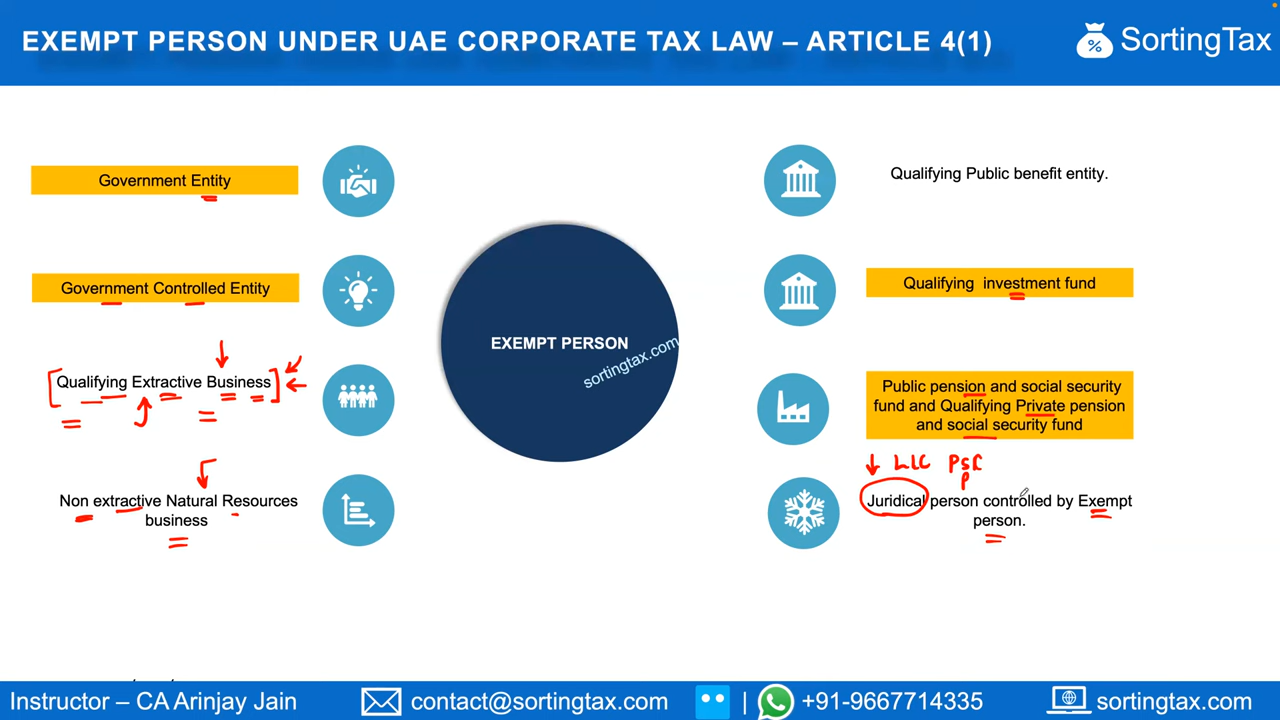 EXEMPT PERSON UNDER UAE CORPORATE TAX LAW – ARTICLE 4(1)
%
SortingTax
Government Entity
Government Controlled Entity
Qualifying Extractive Business
Non extractive Natural Resources
business
EXEMPT PERSON
sortingtax.com
Qualifying Public benefit entity.
Qualifying investment fund
Public pension and social security
fund and Qualifying Private pension
and social security fund
LLC PSC
P
Juridical person controlled by Exempt
person.
Instructor – CA Arinjay Jain
contact@sortingtax.com
|
+91-9667714335
sortingtax.com